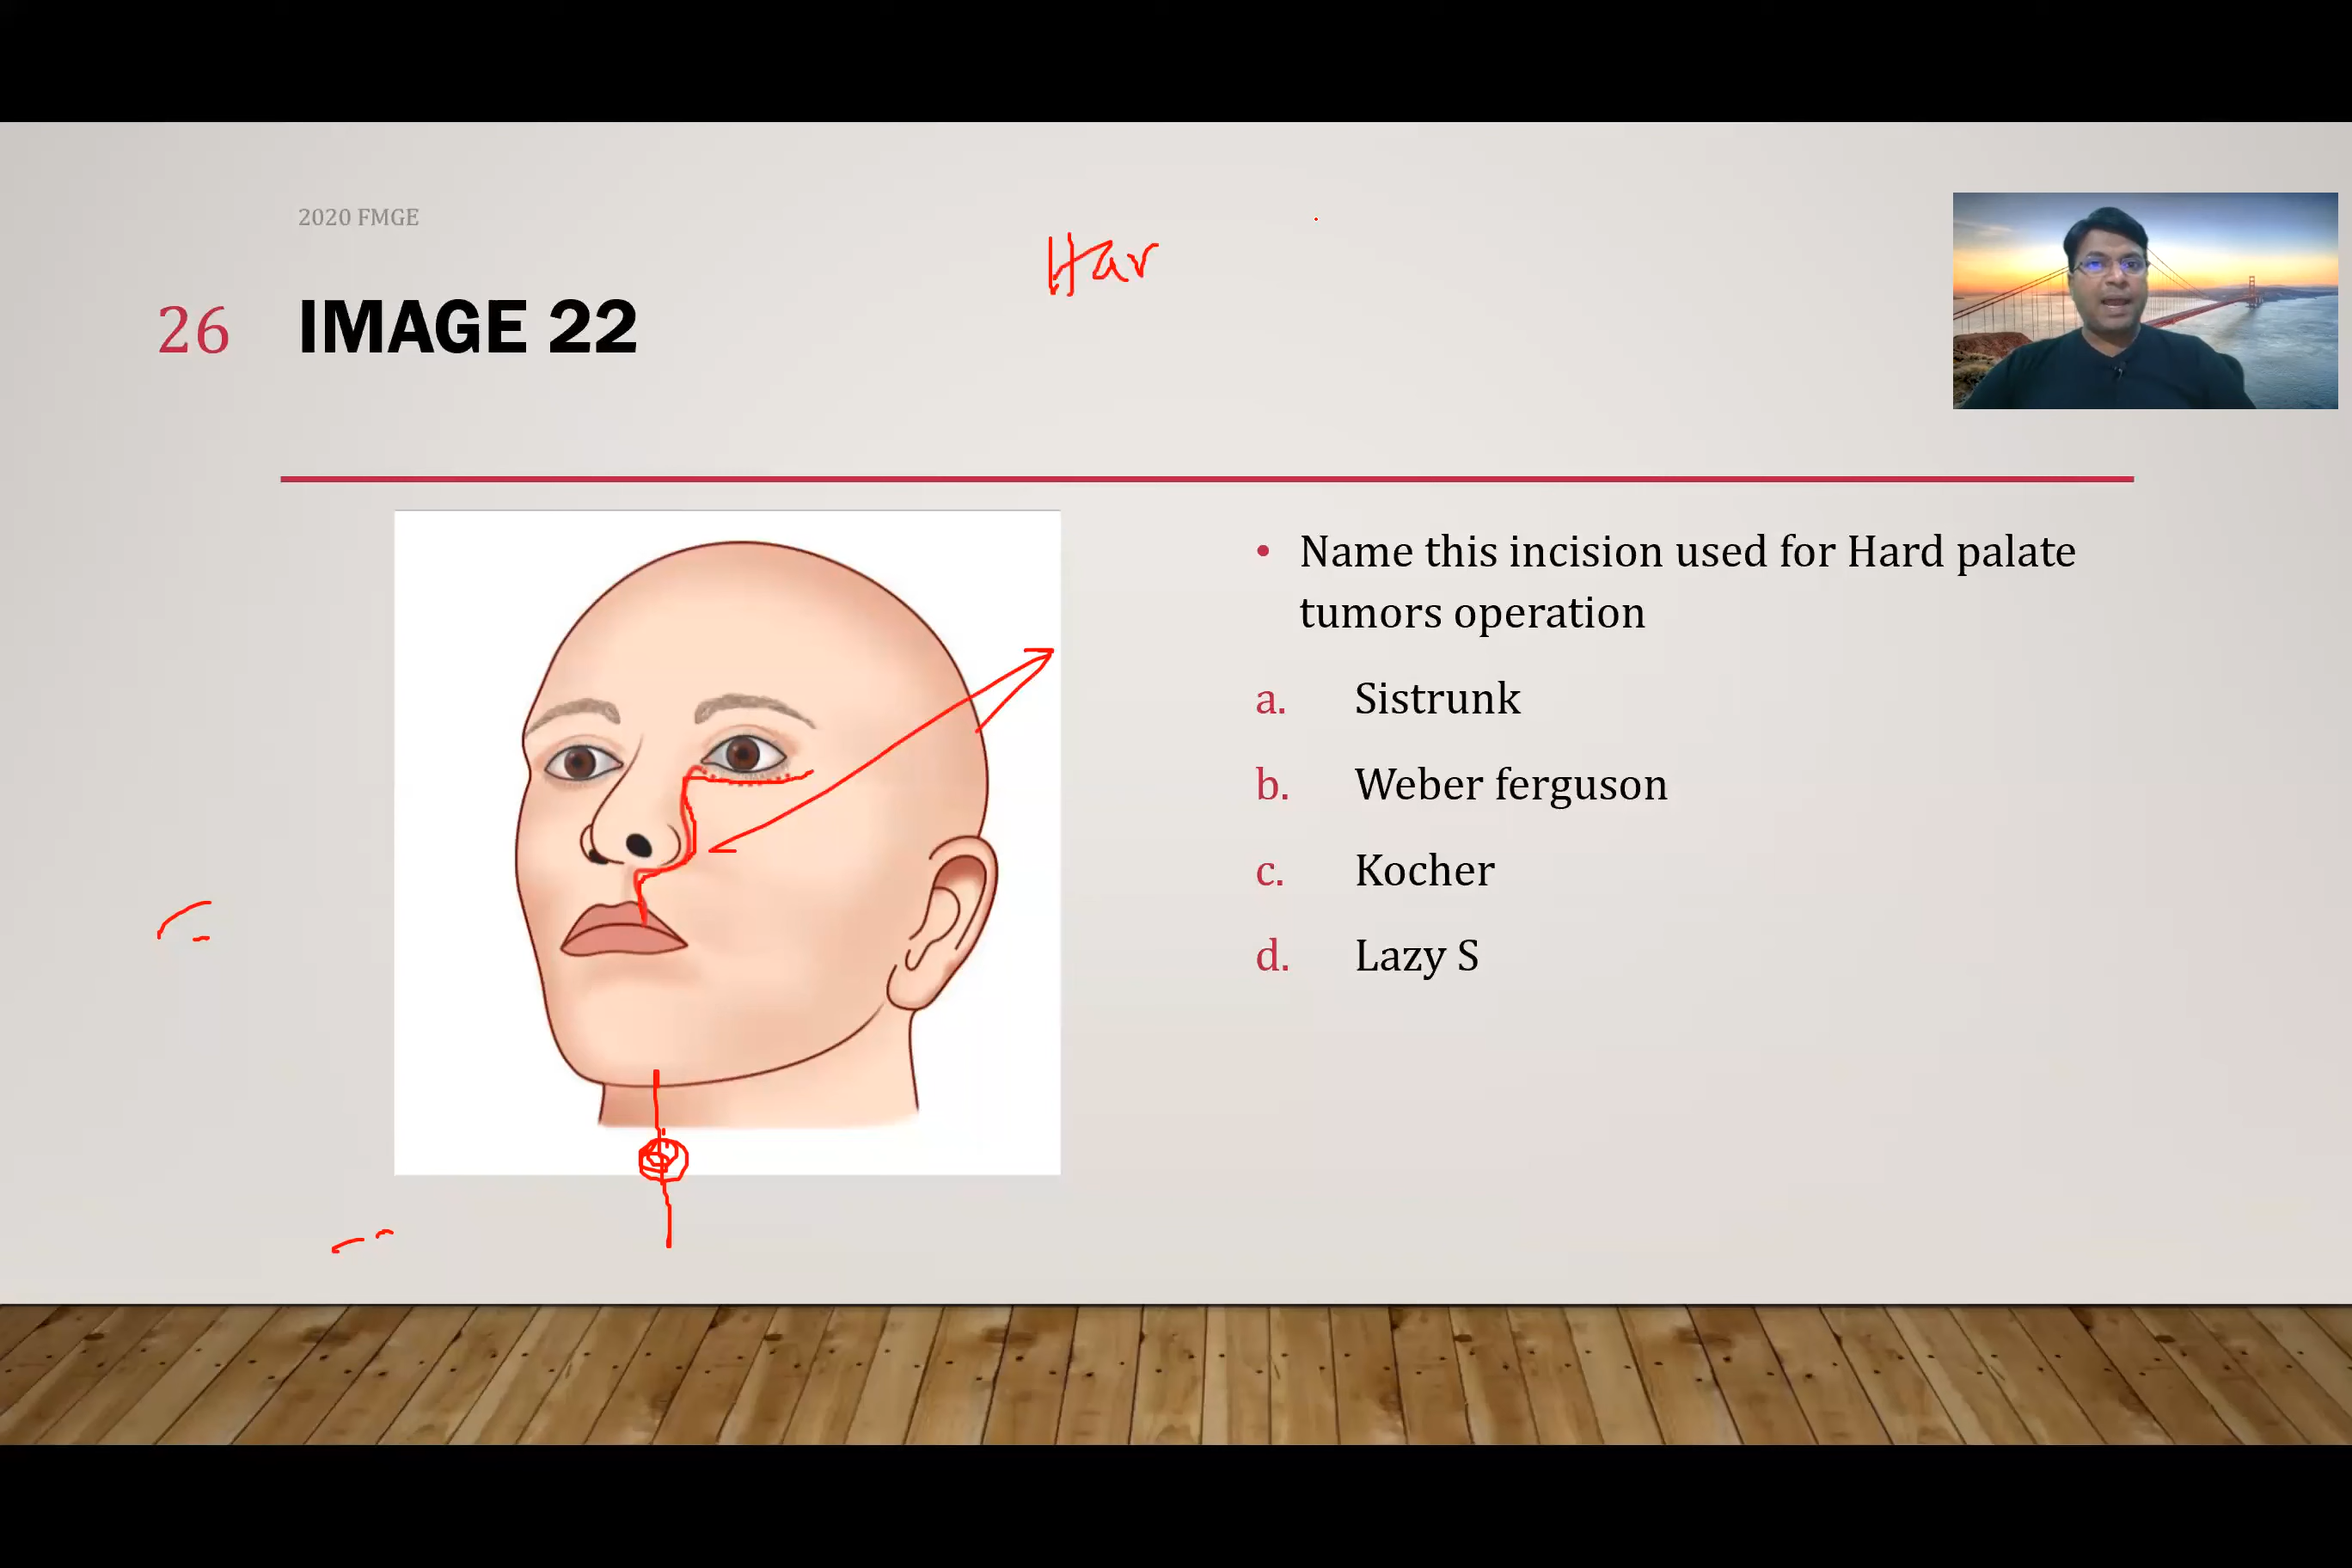 2020 FMGE
Har
26 IMAGE 22
• Name this incision used for Hard palate
tumors operation
a. Sistrunk
b. Weber ferguson
c. Kocher
d. Lazy S